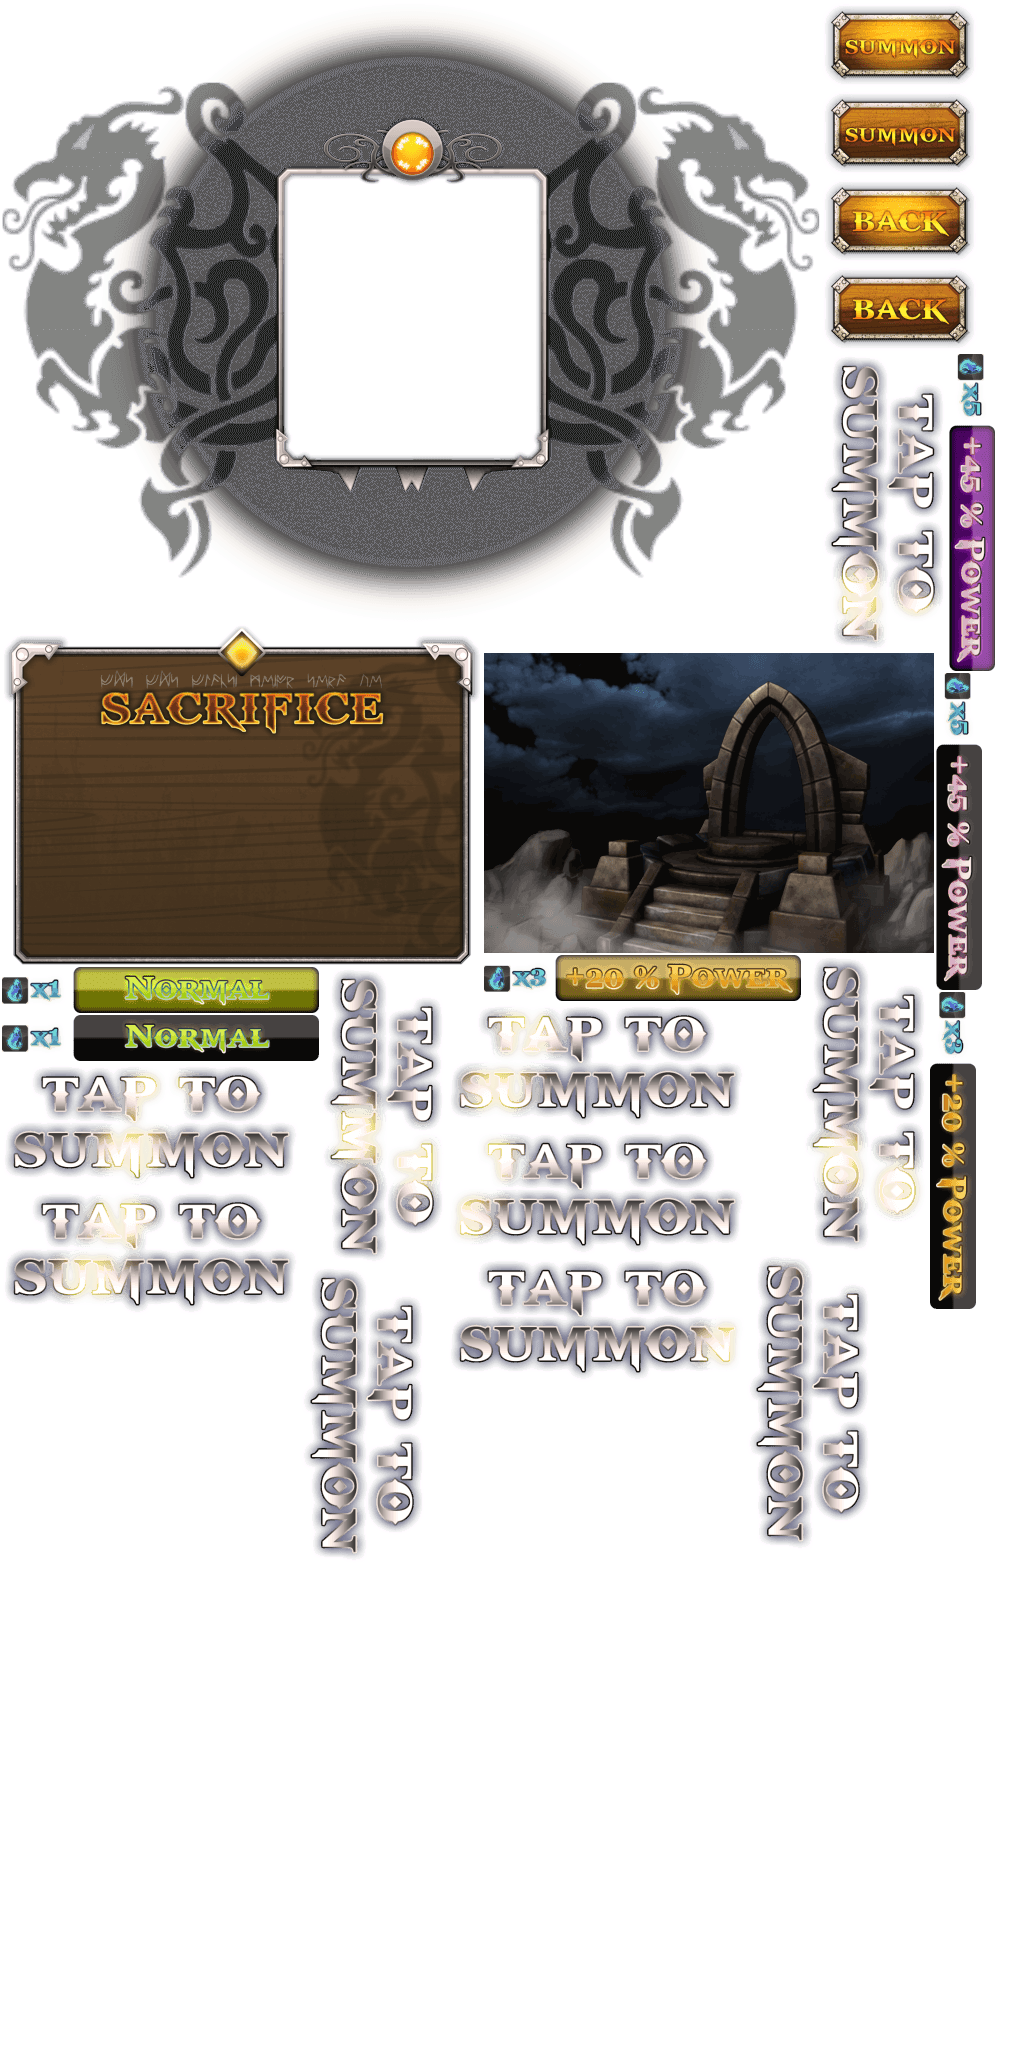 SUMMON
SUMMON
BACK
BACK
TAP TO
SUMMON
x5
+45 % POWER
SACRIFICE
x5
+45 % POWER
x1 NORMAL
x1 NORMAL
x3 +20 % POWER
x3
+20 % POWER
TAP TO
SUMMON
TAP TO
SUMMON
TAP TO
SUMMON
TAP TO
SUMMON
TAP TO
SUMMON
TAP TO
SUMMON
TAP TO
SUMMON
TAP TO
SUMMON
TAP TO
SUMMON